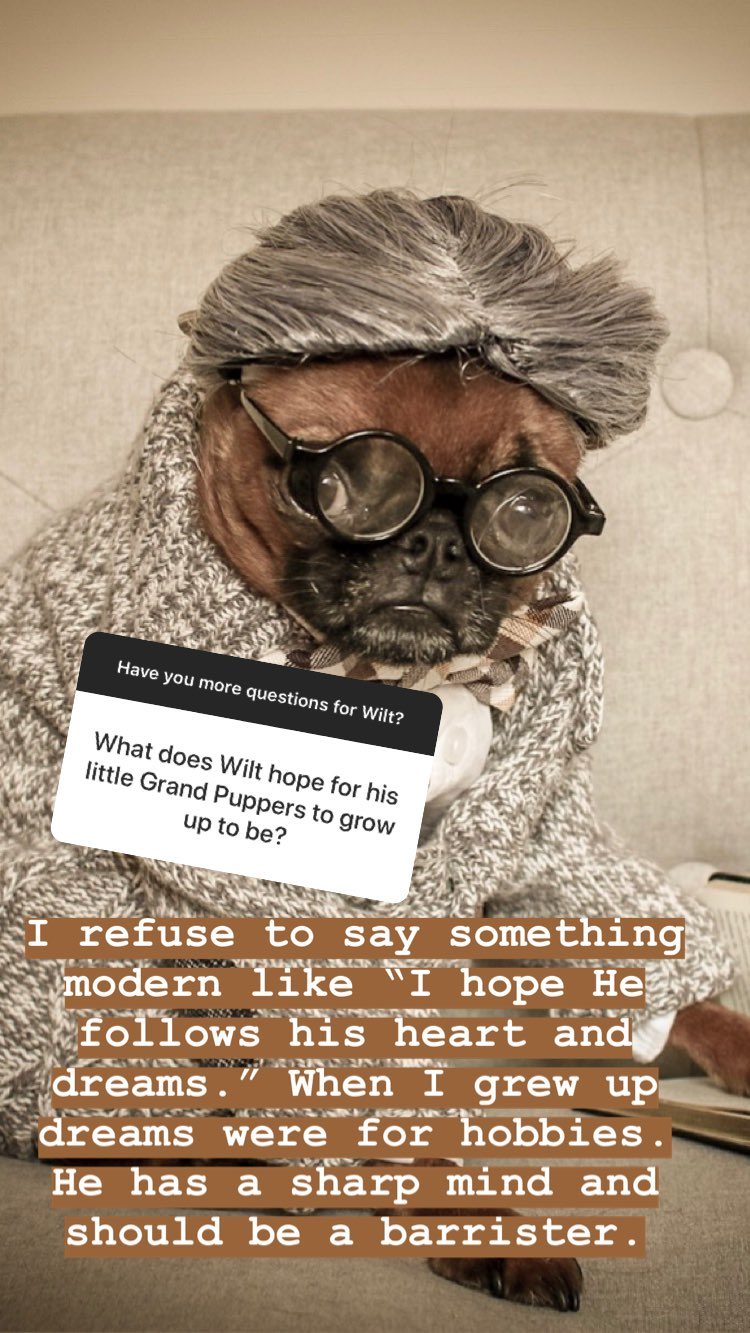 Have you more questions for Wilt?
What does Wilt hope for his
little Grand Puppers to grow
up to be?
I refuse to say something
modern like “I hope He
follows his heart and
dreams.” When I grew up
dreams were for hobbies.
He has a sharp mind and
should be a barrister.